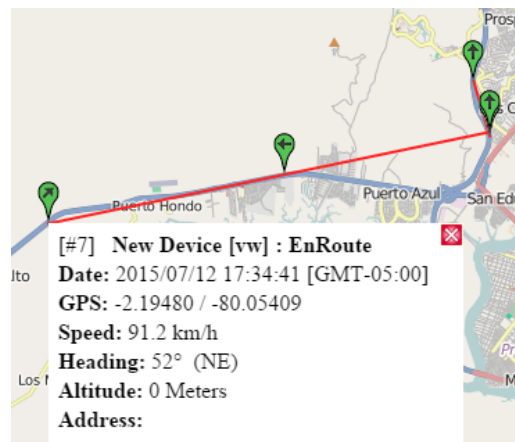 Prosp
Puerto Hondo
Puerto Azul
San Edu
lto
[#7] New Device [vw] : EnRoute
Date: 2015/07/12 17:34:41 [GMT-05:00]
GPS: -2.19480 / -80.05409
Speed: 91.2 km/h
Heading: 52° (NE)
Los
Altitude: 0 Meters
Address: